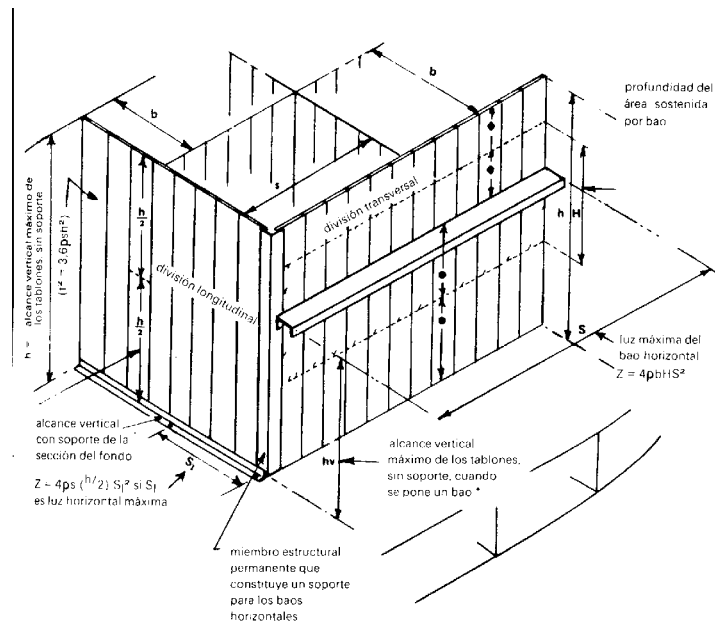 b
profundidad del
área sostenida
por bao
b
s
división transversal
h = alcance vertical máximo de
los tablones, sin soporte
(t² = 3.6psh²)
h/2
h/2
división longitudinal
h
H
S
luz máxima del
bao horizontal
Z = 4pbHS²
alcance vertical
con soporte de la
sección del fondo
S₁
Z = 4ps (h/2) S₁² si S₁
es luz horizontal máxima
hv
alcance vertical
máximo de los tablones,
sin soporte, cuando
se pone un bao *
miembro estructural
permanente que
constituye un soporte
para los baos
horizontales